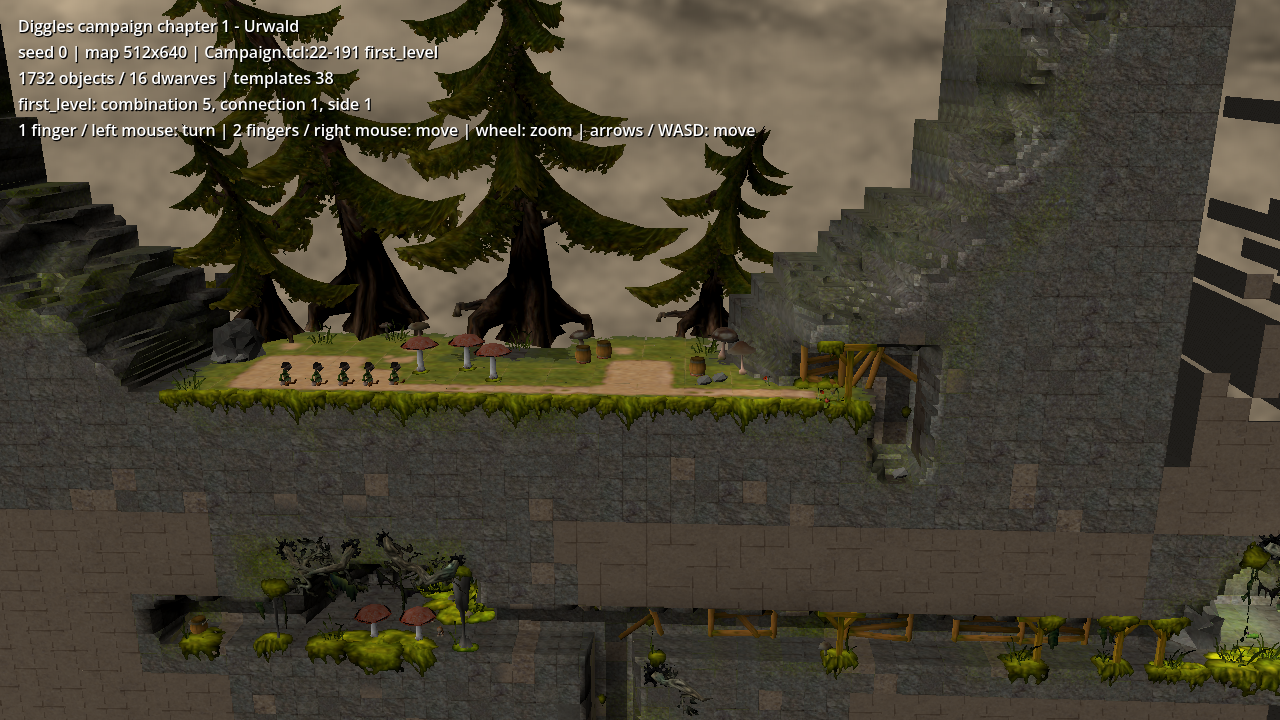 Diggles campaign chapter 1 - Urwald
seed 0 | map 512x640 | Campaign.tcl:22-191 first_level
1732 objects / 16 dwarves | templates 38
first_level: combination 5, connection 1, side 1
1 finger / left mouse: turn | 2 fingers / right mouse: move | wheel: zoom | arrows / WASD: move